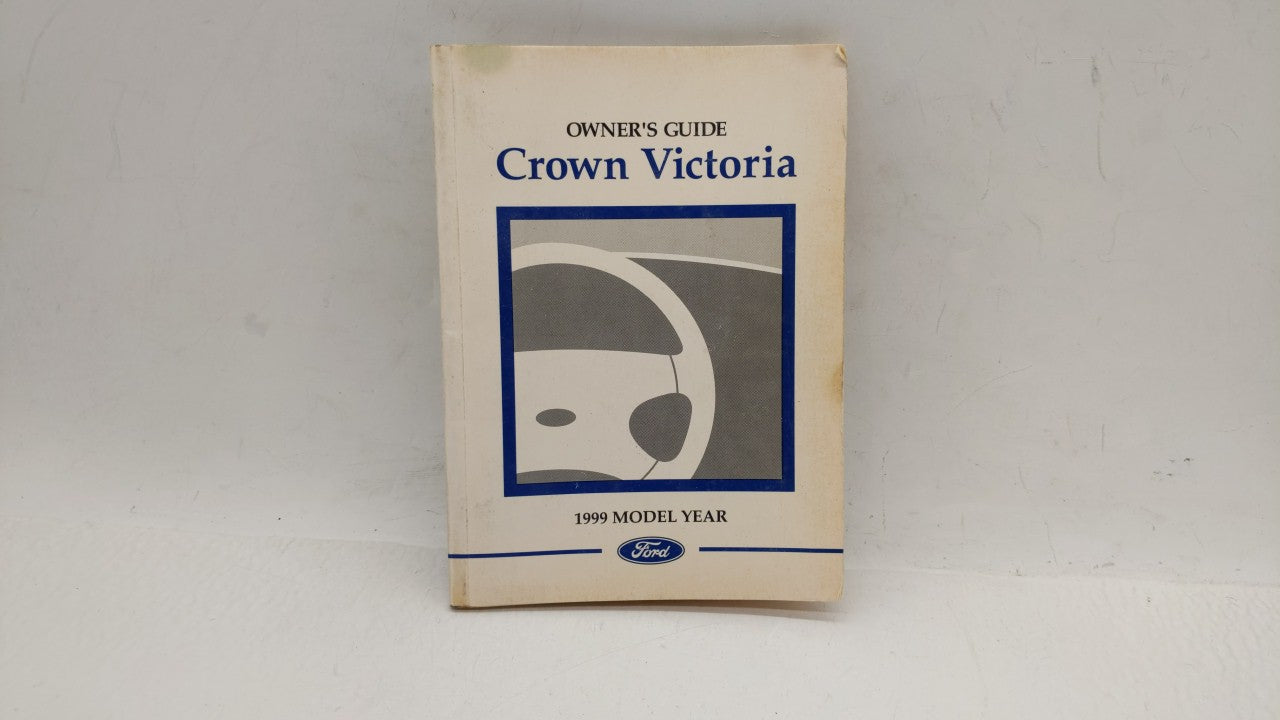 OWNER'S GUIDE
Crown Victoria
1999 MODEL YEAR
Ford